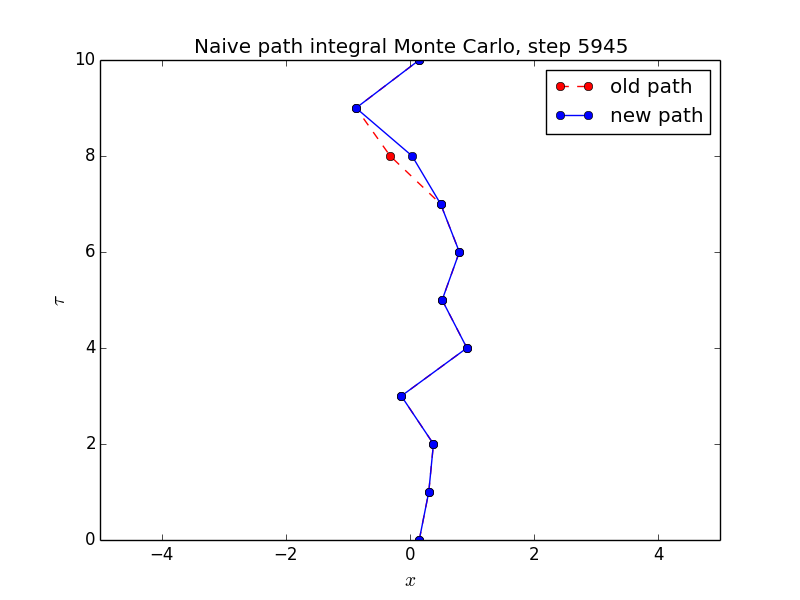 Naive path integral Monte Carlo, step 5945
old path
new path
10
8
6
4
2
0
τ
−4
−2
0
2
4
x